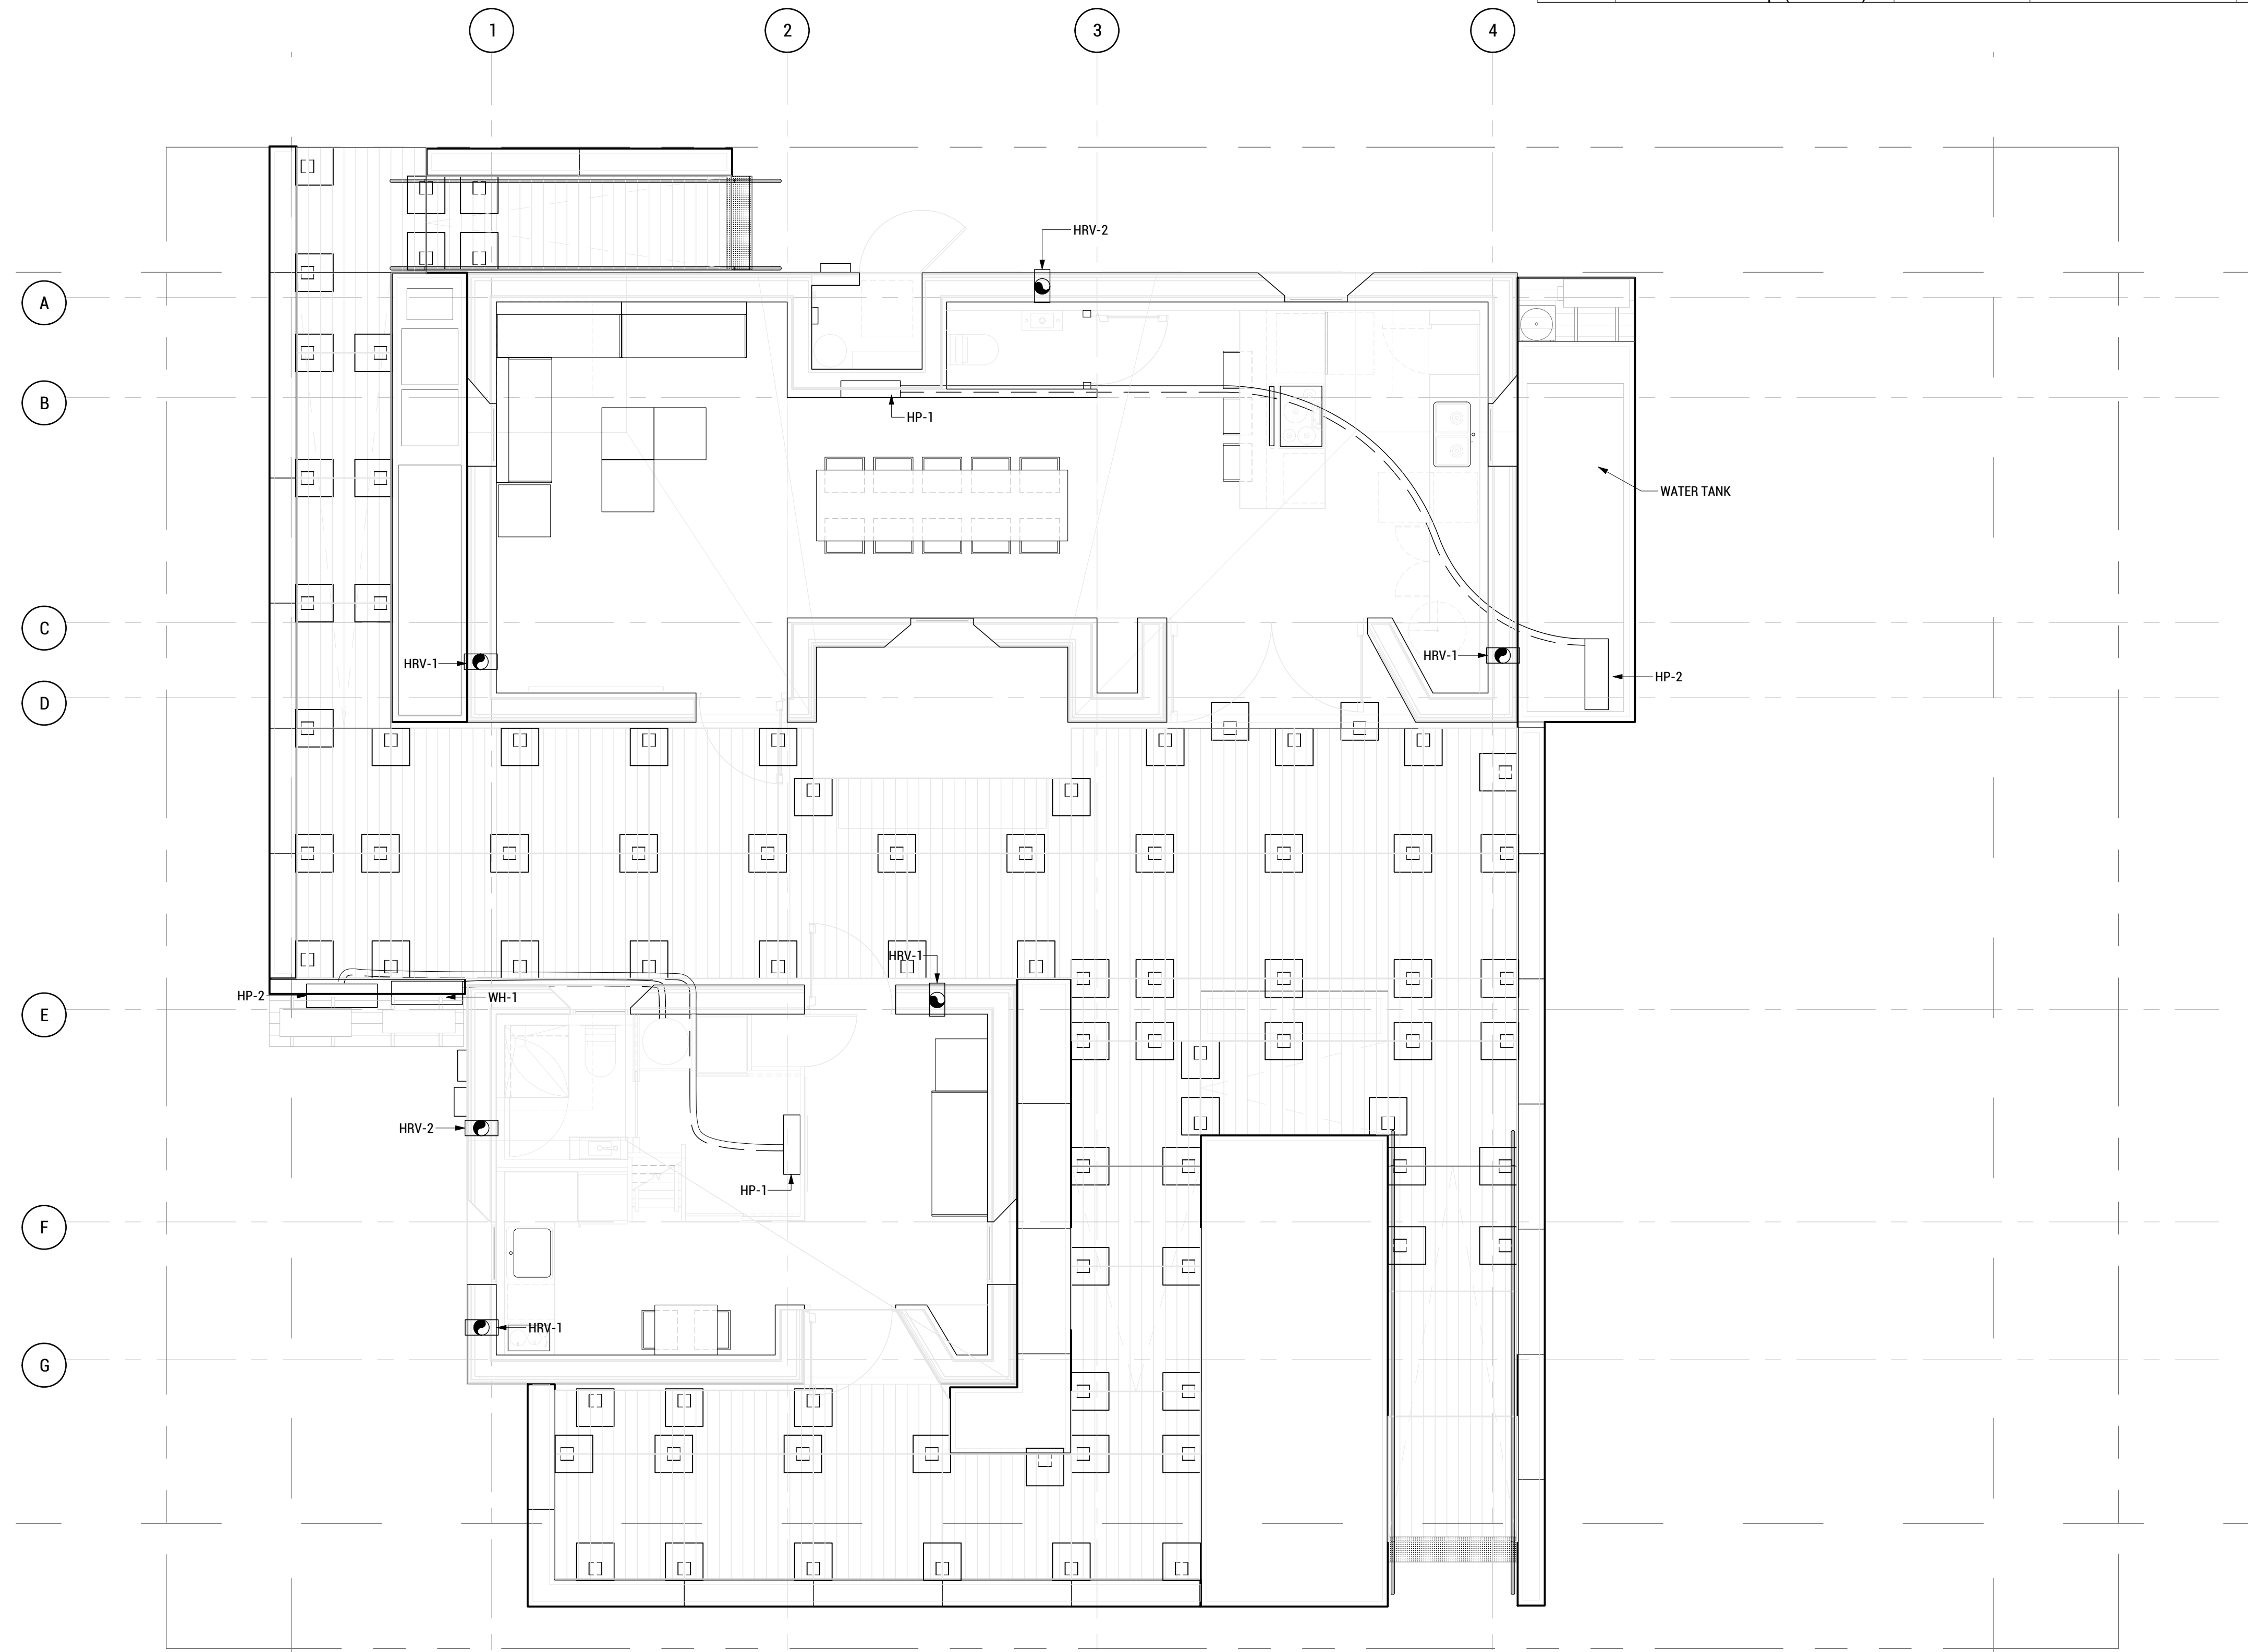 1
2
3
4
HRV-2
A
B
HP-1
WATER TANK
C
HRV-1
HRV-1
HP-2
D
HRV-1
HP-2
WH-1
E
HRV-2
HP-1
F
HRV-1
G